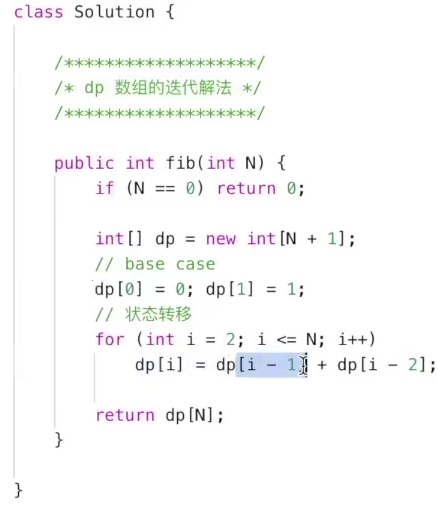 class Solution {
/*******************/
/* dp 数组的迭代解法 */
/*******************/
public int fib(int N) {
if (N == 0) return 0;
int[] dp = new int[N + 1];
// base case
dp[0] = 0; dp[1] = 1;
// 状态转移
for (int i = 2; i <= N; i++)
dp[i] = dp[i - 1] + dp[i - 2];
return dp[N];
}
}